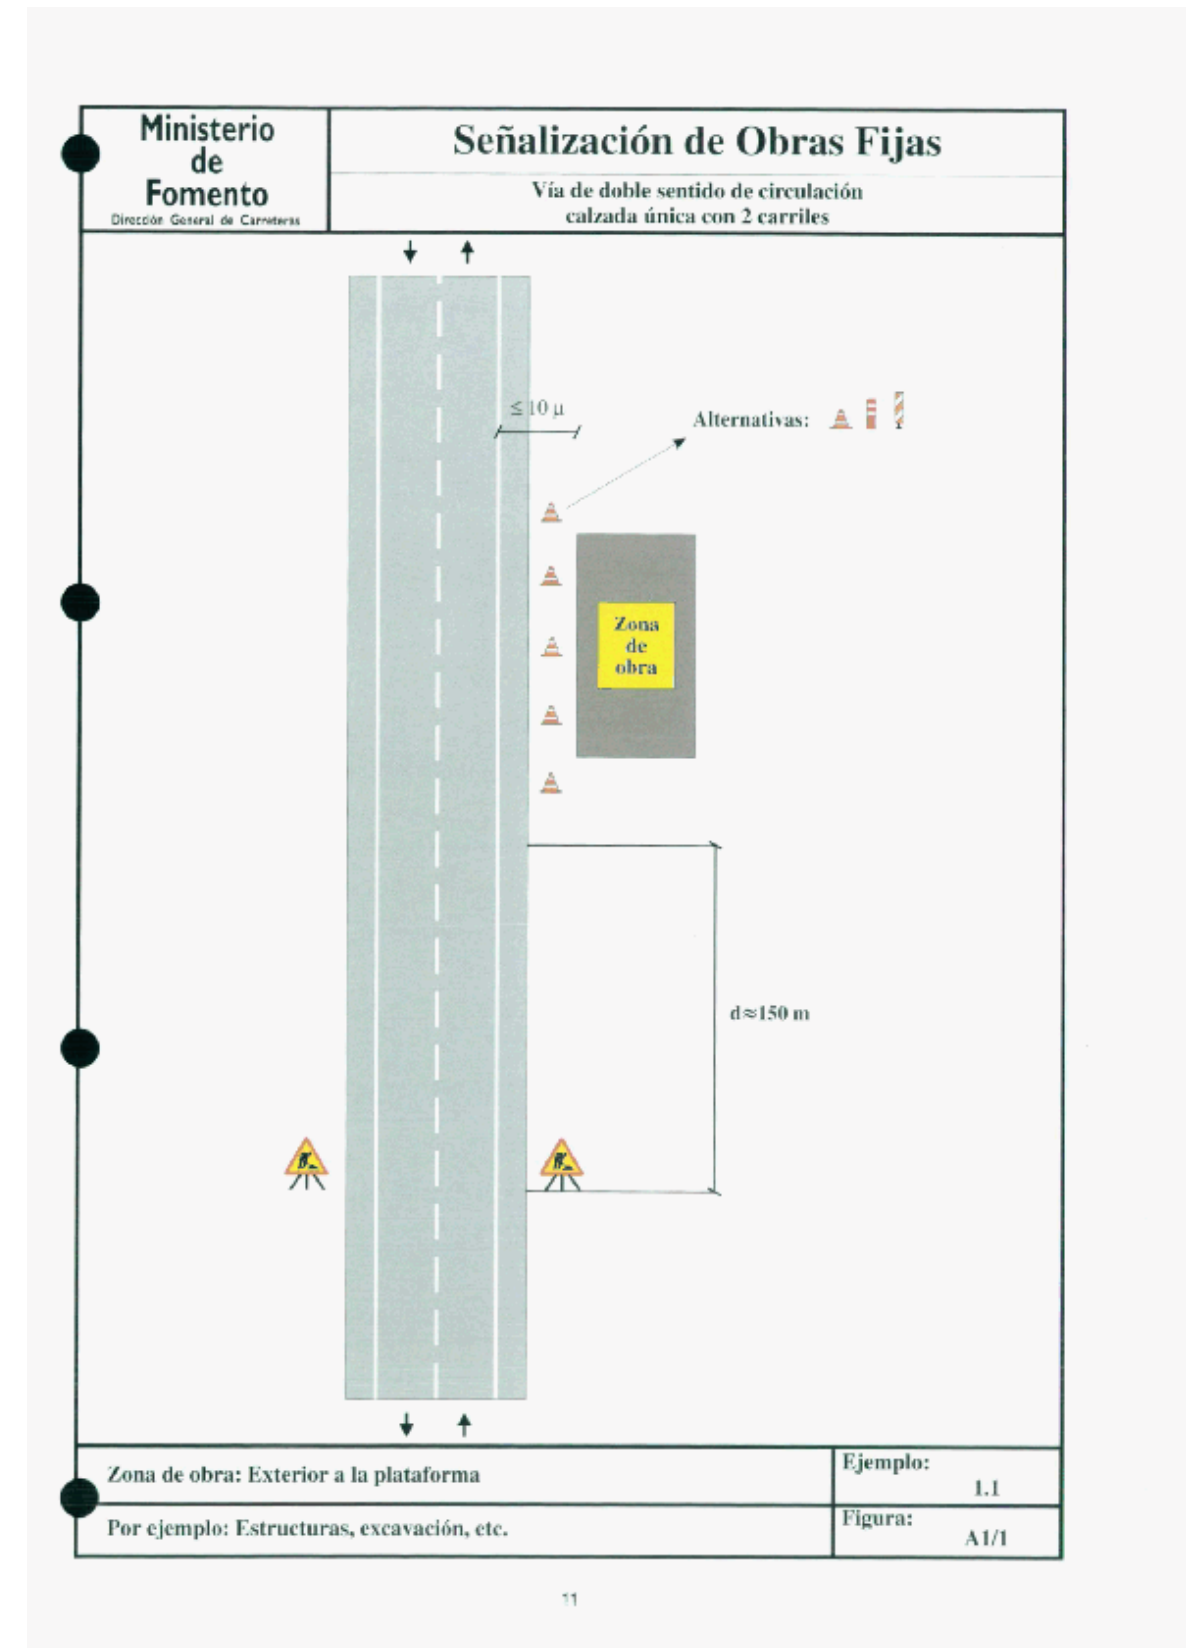 Ministerio
de
Fomento
Dirección General de Carreteras
Señalización de Obras Fijas
Vía de doble sentido de circulación
calzada única con 2 carriles
≤ 10 μ
Alternativas:
Zona
de
obra
d≈150 m
Zona de obra: Exterior a la plataforma
Ejemplo:
1.1
Por ejemplo: Estructuras, excavación, etc.
Figura:
A1/1
11